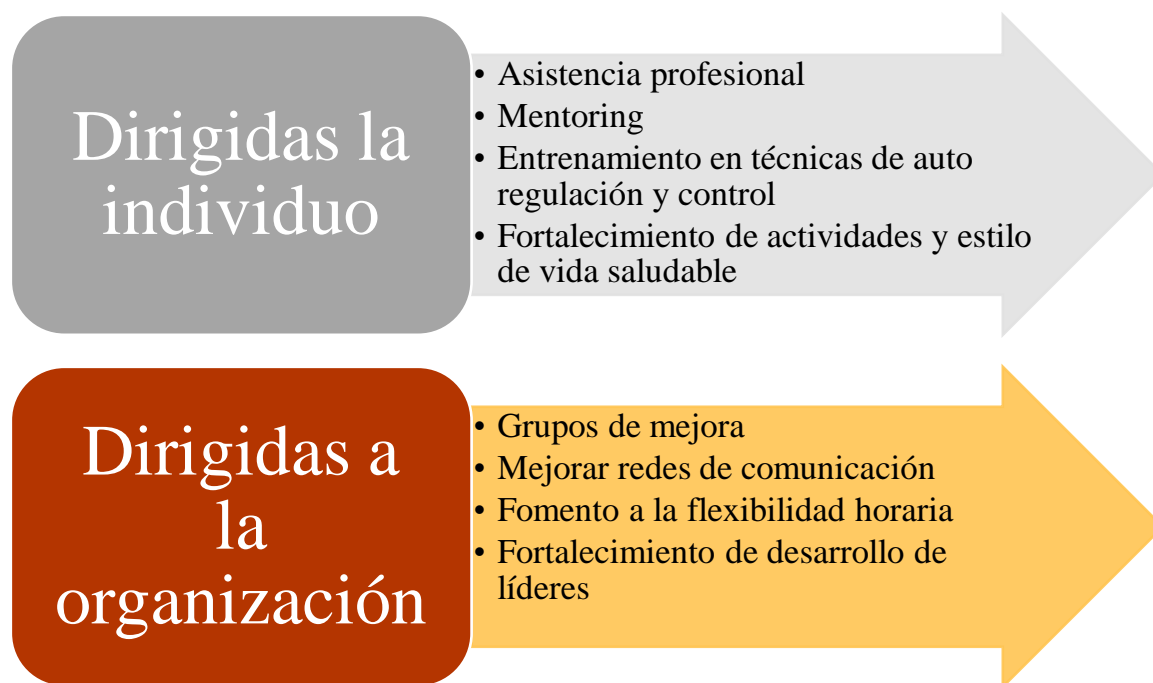 Dirigidas la
individuo
• Asistencia profesional
• Mentoring
• Entrenamiento en técnicas de auto
regulación y control
• Fortalecimiento de actividades y estilo
de vida saludable
Dirigidas a
la
organización
• Grupos de mejora
• Mejorar redes de comunicación
• Fomento a la flexibilidad horaria
• Fortalecimiento de desarrollo de
líderes